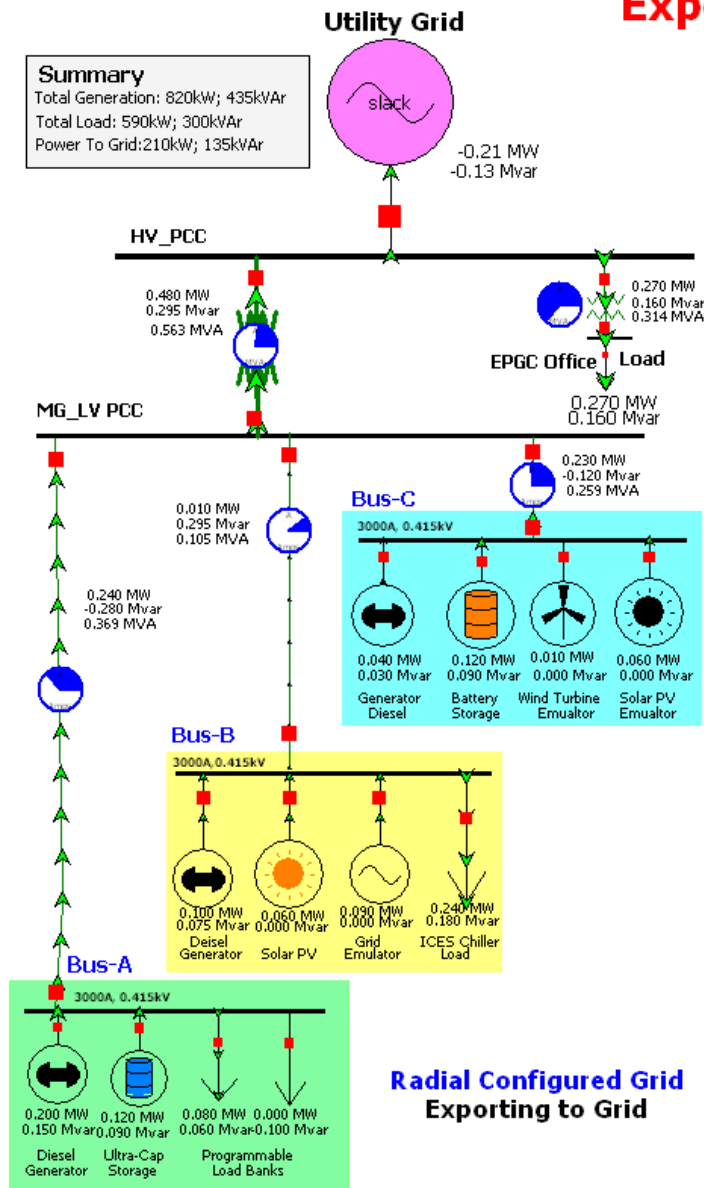 Expo
Utility Grid
Summary
Total Generation: 820kW; 435kVAr
Total Load: 590kW; 300kVAr
Power To Grid:210kW; 135kVAr
slack
-0.21 MW
-0.13 Mvar
HV_PCC
0.480 MW
0.295 Mvar
0.563 MVA
MVA
0.270 MW
0.160 Mvar
0.314 MVA
MVA
EPGC Office Load
0.270 MW
0.160 Mvar
MG_LV PCC
0.230 MW
-0.120 Mvar
0.259 MVA
0.010 MW
0.295 Mvar
0.105 MVA
A
Amps
0.240 MW
-0.280 Mvar
0.369 MVA
Bus-C
3000A, 0.415kV
0.040 MW
0.030 Mvar
Generator
Diesel
0.120 MW
0.090 Mvar
Battery
Storage
0.010 MW
0.000 Mvar
Wind Turbine
Emualtor
0.060 MW
0.000 Mvar
Solar PV
Emualtor
Bus-B
3000A,0.415kV
0.100 MW
0.075 Mvar
Deisel
Generator
0.060 MW
0.000 Mvar
Solar PV
0.090 MW
0.000 Mvar
Grid
Emulator
0.240 MW
0.180 Mvar
ICES Chiller
Load
Bus-A
3000A, 0.415kV
0.200 MW
0.150 Mvar
Diesel
Generator
0.120 MW
0.090 Mvar
Ultra-Cap
Storage
0.080 MW
0.060 Mvar
0.000 MW
-0.100 Mvar
Programmable
Load Banks
Radial Configured Grid
Exporting to Grid